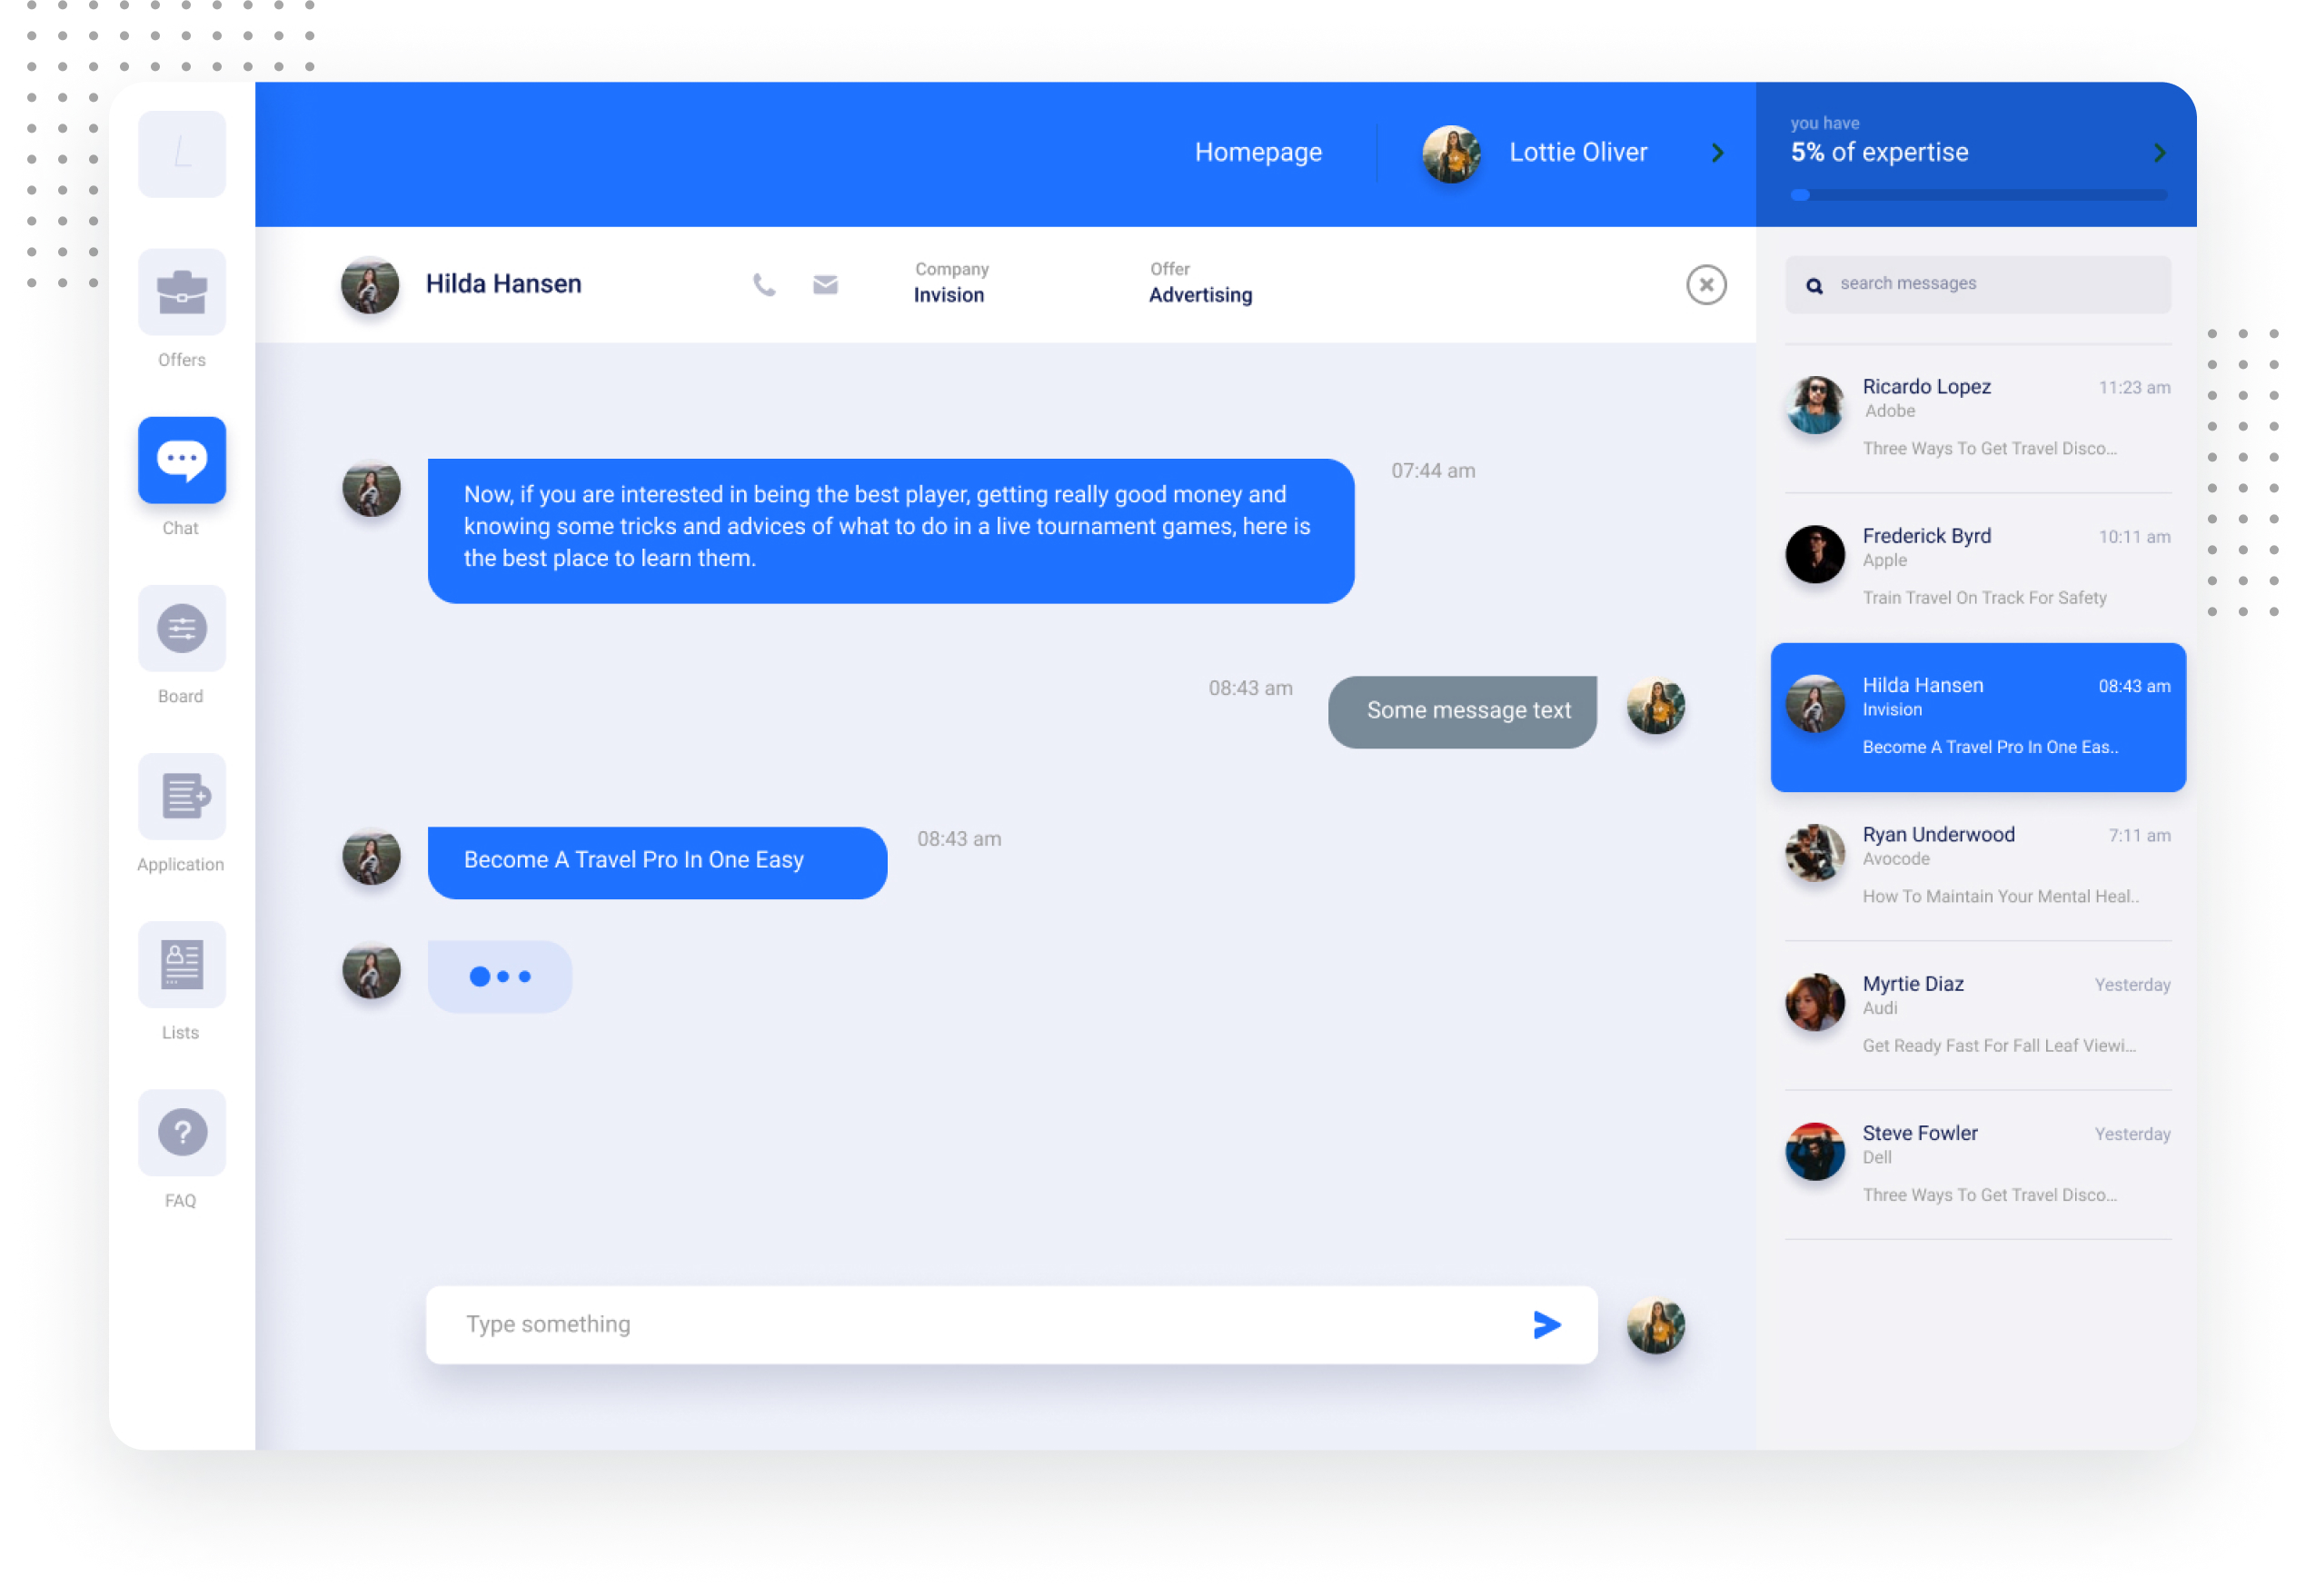 L
Homepage
Lottie Oliver
you have
5% of expertise
Offers
Chat
Board
Application
Lists
FAQ
Hilda Hansen
Company
Invision
Offer
Advertising
Now, if you are interested in being the best player, getting really good money and
knowing some tricks and advices of what to do in a live tournament games, here is
the best place to learn them.
07:44 am
08:43 am
Some message text
Become A Travel Pro In One Easy
08:43 am
Type something
search messages
Ricardo Lopez
11:23 am
Adobe
Three Ways To Get Travel Disco...
Frederick Byrd
10:11 am
Apple
Train Travel On Track For Safety
Hilda Hansen
08:43 am
Invision
Become A Travel Pro In One Eas..
Ryan Underwood
7:11 am
Avocode
How To Maintain Your Mental Heal..
Myrtie Diaz
Yesterday
Audi
Get Ready Fast For Fall Leaf Viewi...
Steve Fowler
Yesterday
Dell
Three Ways To Get Travel Disco...